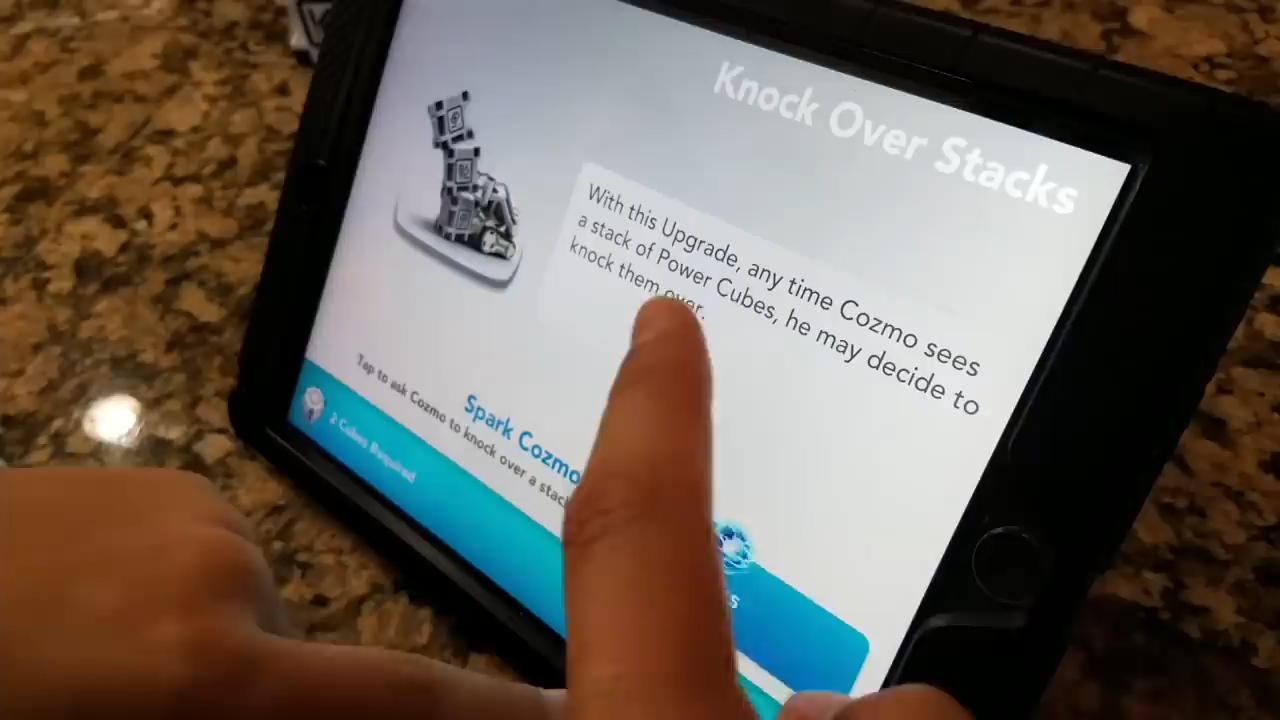 Knock Over Stacks
With this Upgrade, any time Cozmo sees
a stack of Power Cubes, he may decide to
knock them over.
Spark Cozmo
Tap to ask Cozmo to knock over a stack
2 Cubes Required